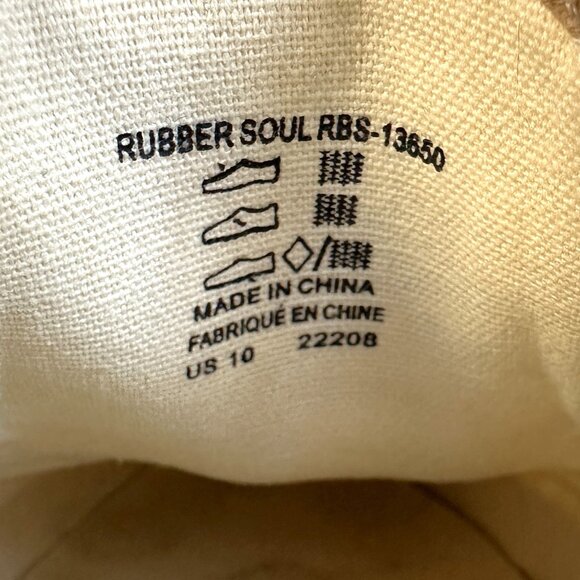 RUBBER SOUL RBS-13650
MADE IN CHINA
FABRIQUÉ EN CHINE
US 10 22208